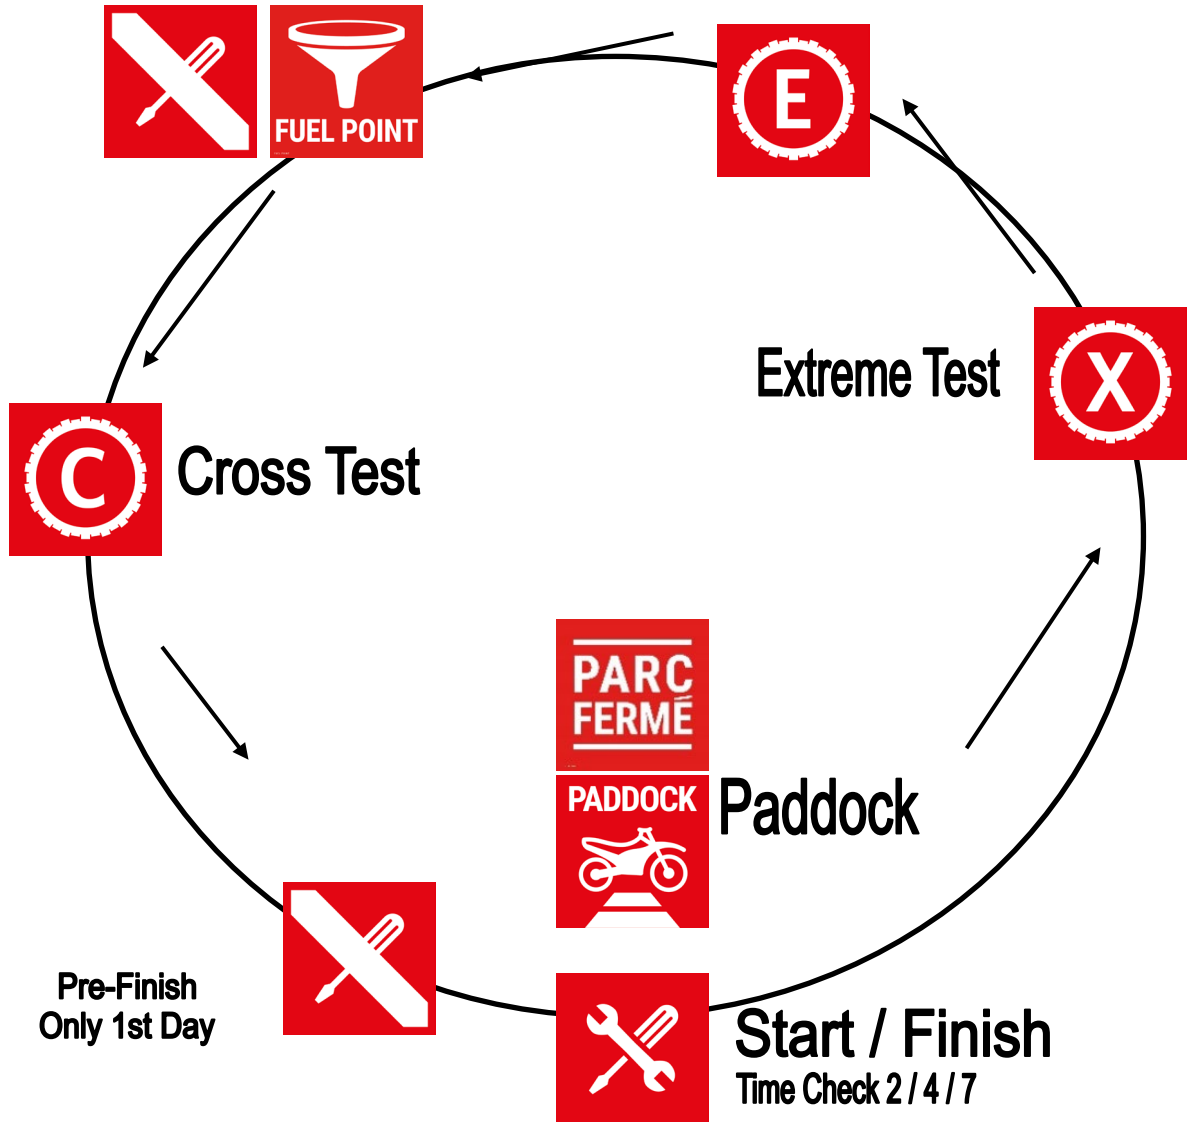 FUEL POINT
E
X
Extreme Test
C
Cross Test
PARC
FERMÉ
PADDOCK
Paddock
Pre-Finish
Only 1st Day
Start / Finish
Time Check 2 / 4 / 7